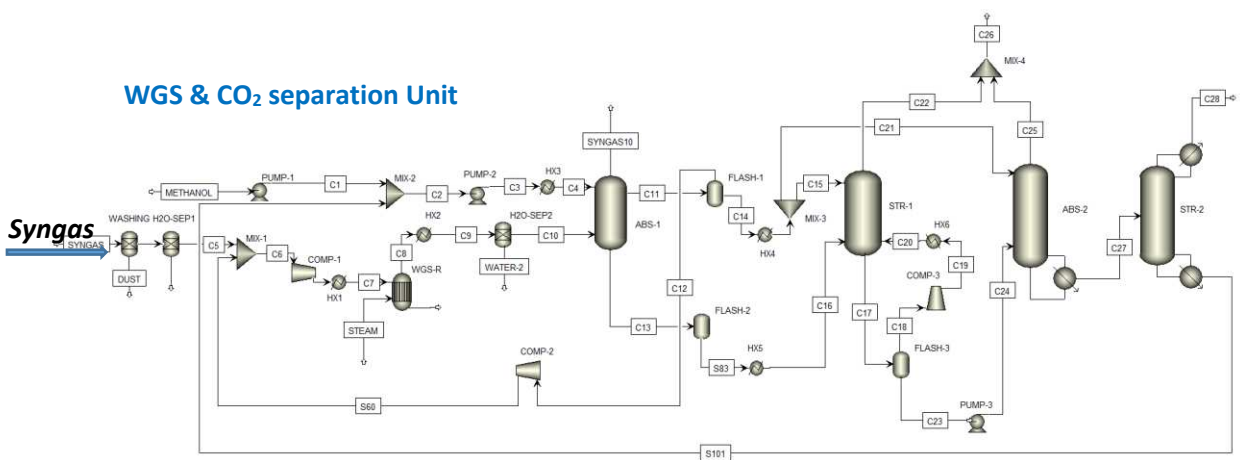 WGS & CO₂ separation Unit
C26
MIX-4
C22
C28
C21
C25
SYNGAS10
METHANOL
PUMP-1
C1
MIX-2
C2
PUMP-2
C3
HX3
C4
C11
FLASH-1
C14
HX4
MIX-3
C15
STR-1
ABS-2
STR-2
Syngas
SYNGAS
WASHING
H2O-SEP1
DUST
C5
MIX-1
C6
COMP-1
HX1
C7
C8
HX2
C9
H2O-SEP2
C10
WATER-2
WGS-R
STEAM
ABS-1
C12
C13
FLASH-2
S83
HX5
C16
C20
HX6
C19
COMP-3
C18
C17
FLASH-3
C24
C27
COMP-2
S60
C23
PUMP-3
S101